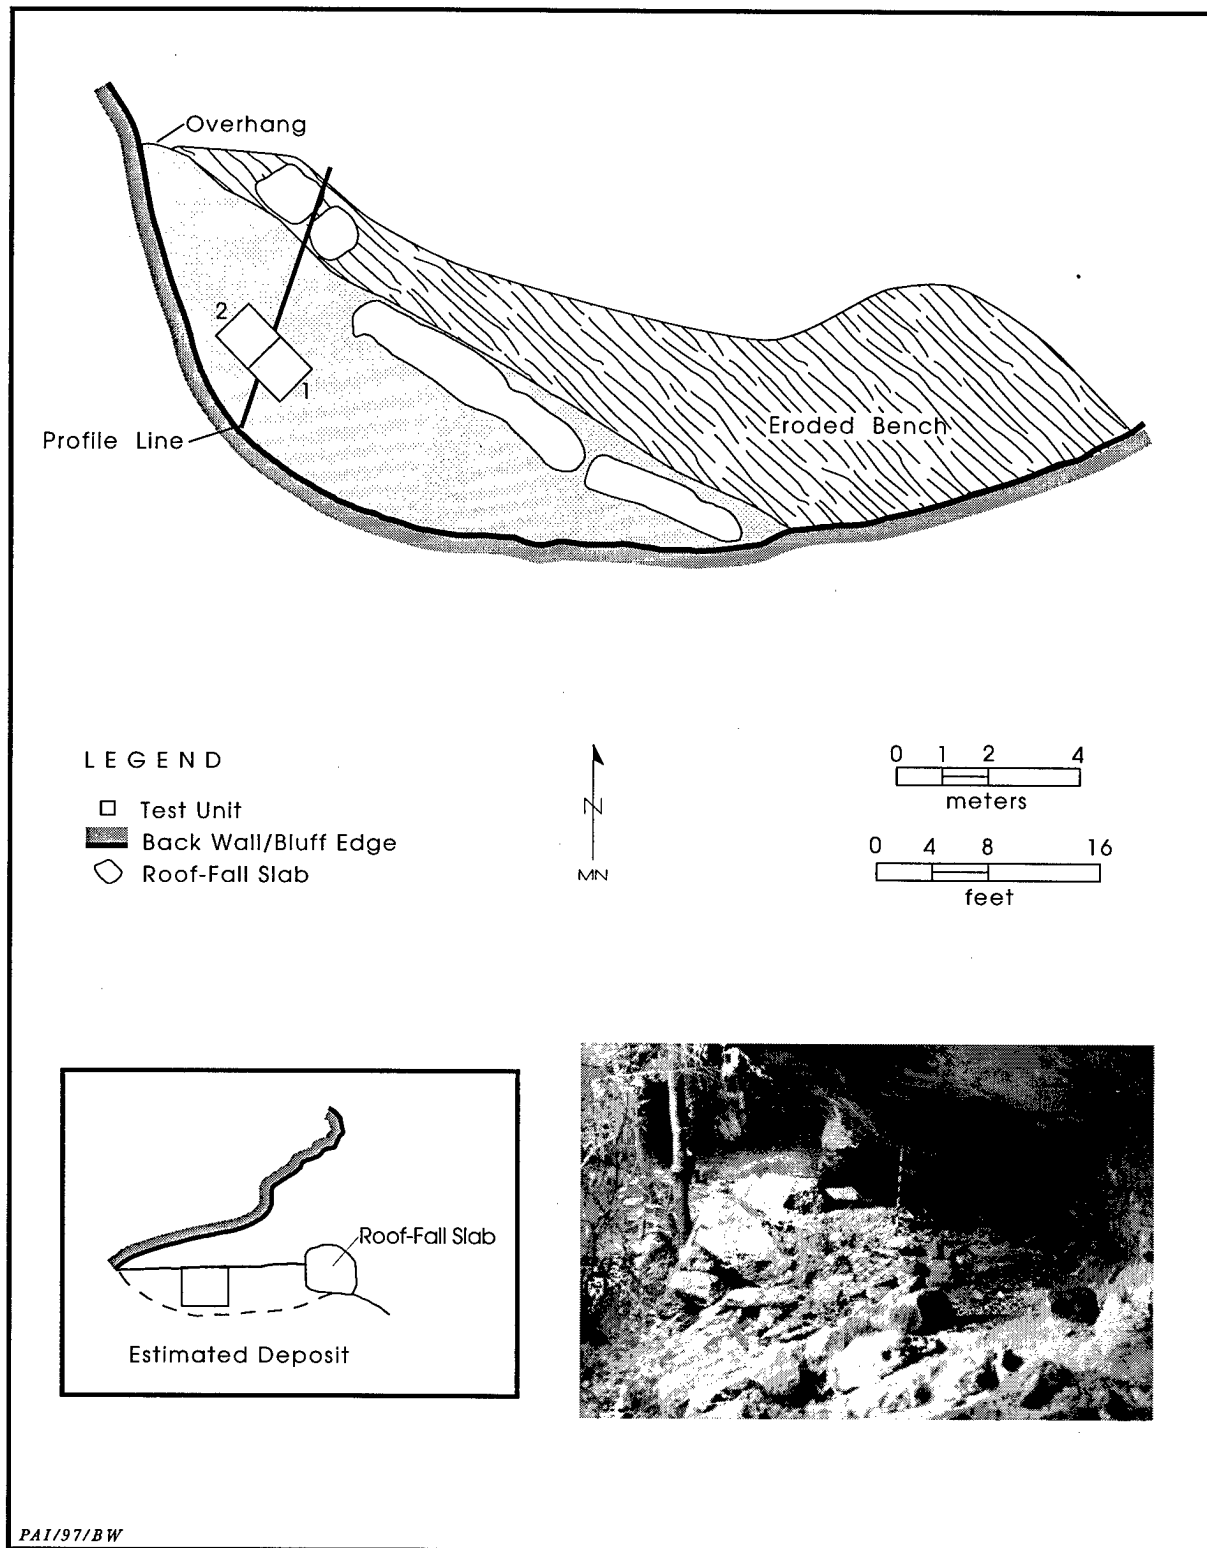 Overhang
2
1
Profile Line
Eroded Bench
LEGEND
Test Unit
Back Wall/Bluff Edge
Roof-Fall Slab
N
MN
0 1 2 4
meters
0 4 8 16
feet
Roof-Fall Slab
Estimated Deposit
PAI/97/BW